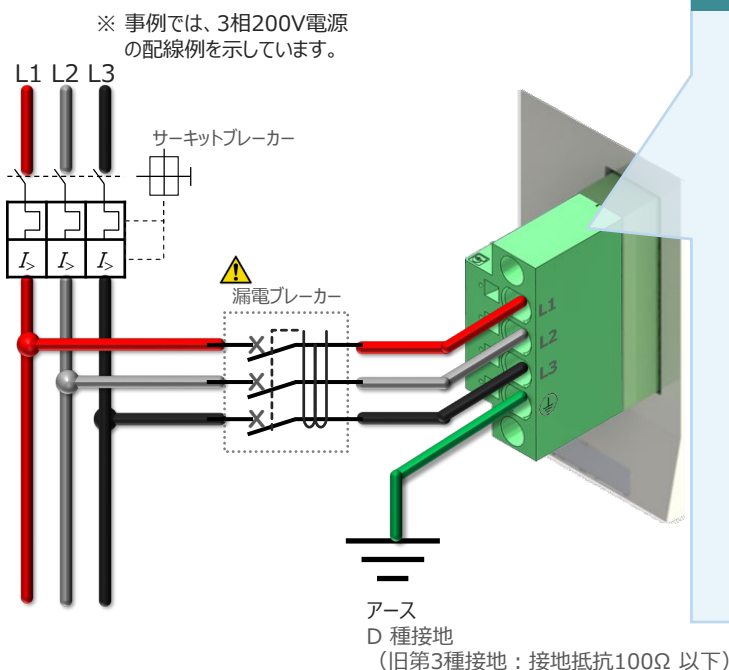 ※ 事例では、3相200V電源
の配線例を示しています。
L1 L2 L3
サーキットブレーカー
I> I> I>
漏電ブレーカー
L1
L2
L3
アース
D 種接地
（旧第3種接地：接地抵抗100Ω 以下）